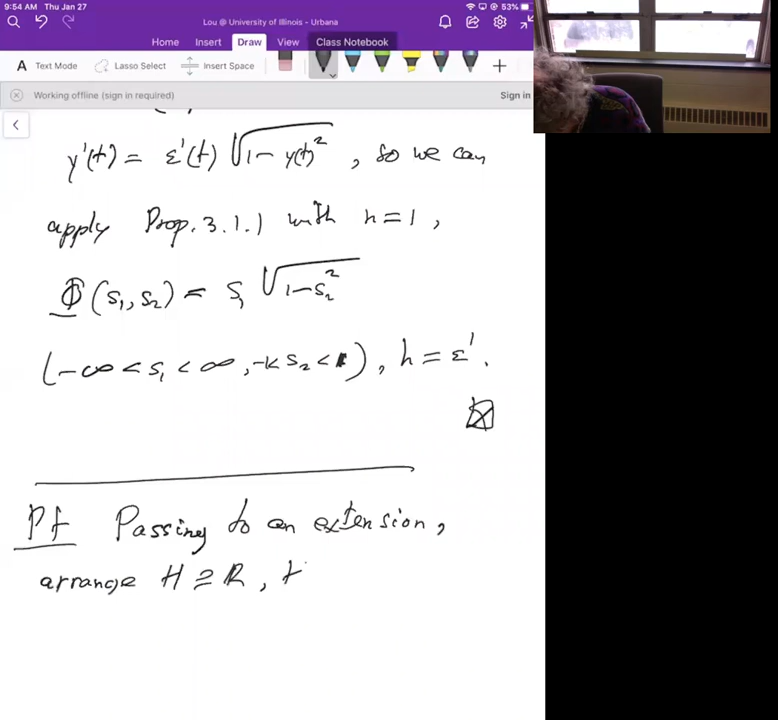 9:54 AM Thu Jan 27
53%
Lou @ University of Illinois - Urbana
Home Insert Draw View Class Notebook
A Text Mode Lasso Select Insert Space
Working offline (sign in required) Sign in
y'(t) = ε'(t) √(1 - y(t)²), so we can
apply Prop. 3.1.1 with n = 1,
Φ(s₁, s₂) = s₁ √(1 - s₂²)
(-∞ < s₁ < ∞, -1 < s₂ < 1), h = ε'.
Pf Passing to an extension,
arrange H ⊇ ℝ, t